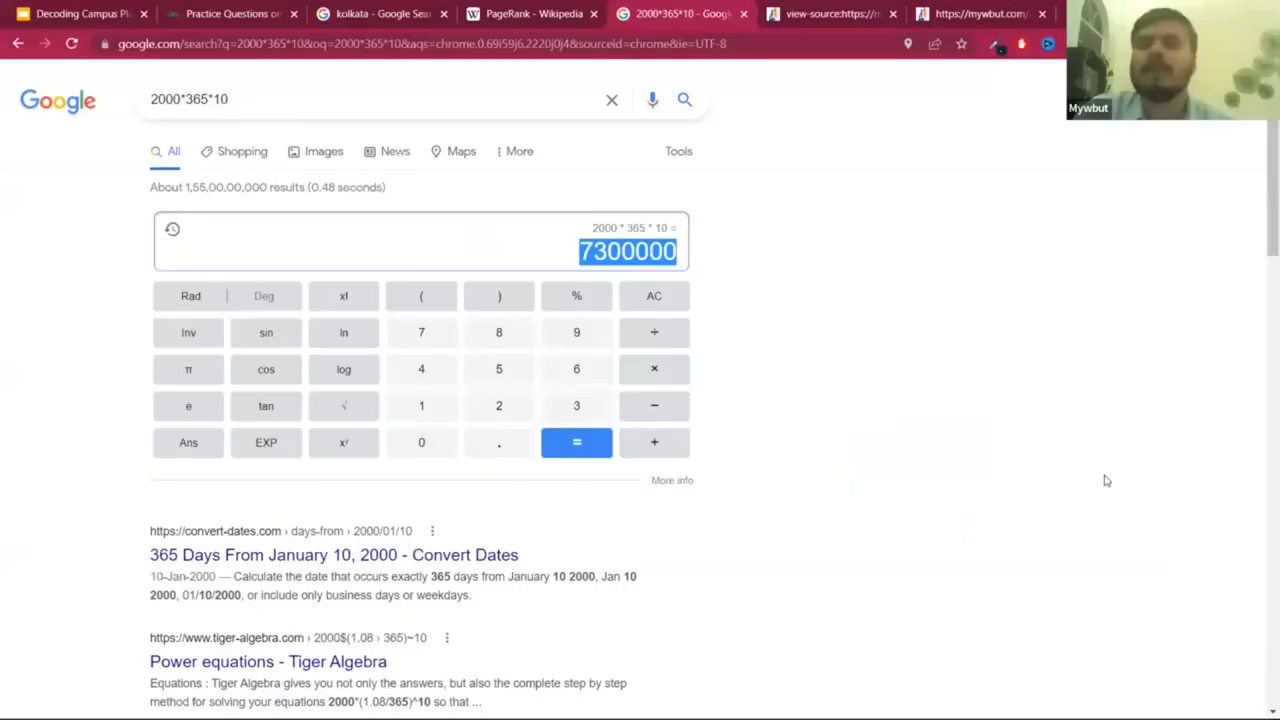 Decoding Campus Pl
Practice Questions on
kolkata - Google Sea
PageRank - Wikipedia
2000*365*10 - Goog
view-source:https://m
https://mywbut.com/
google.com/search?q=2000*365*10&oq=2000*365*10&aqs=chrome.0.69i59j6.2220j0j4&sourceid=chrome&ie=UTF-8
Mywbut
Google
2000*365*10
All
Shopping
Images
News
Maps
More
Tools
About 1,55,00,00,000 results (0.48 seconds)
2000 * 365 * 10 =
7300000
Rad Deg x! ( ) % AC
Inv sin ln 7 8 9 ÷
π cos log 4 5 6 ×
e tan √ 1 2 3 −
Ans EXP xʸ 0 . = +
More info
https://convert-dates.com › days-from › 2000/01/10
365 Days From January 10, 2000 - Convert Dates
10-Jan-2000 — Calculate the date that occurs exactly 365 days from January 10 2000, Jan 10
2000, 01/10/2000, or include only business days or weekdays.
https://www.tiger-algebra.com › 2000$(1.08 › 365)~10
Power equations - Tiger Algebra
Equations : Tiger Algebra gives you not only the answers, but also the complete step by step
method for solving your equations 2000*(1.08/365)^10 so that ...